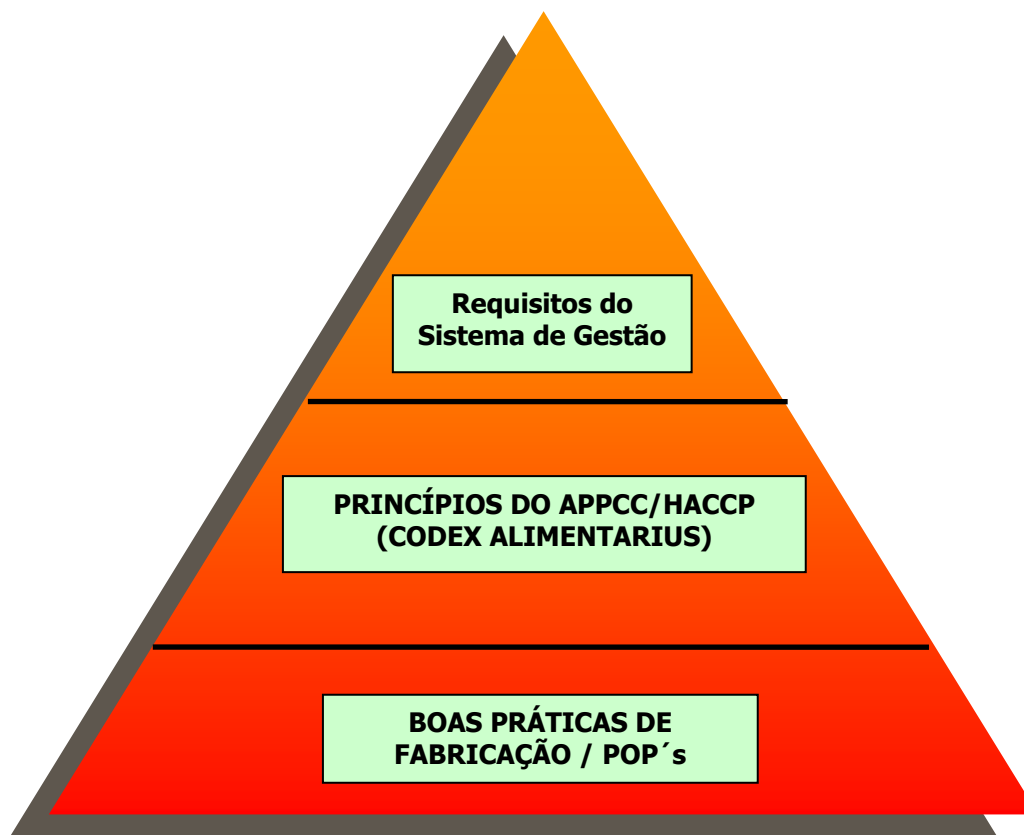 Requisitos do
Sistema de Gestão
PRINCÍPIOS DO APPCC/HACCP
(CODEX ALIMENTARIUS)
BOAS PRÁTICAS DE
FABRICAÇÃO / POP´s